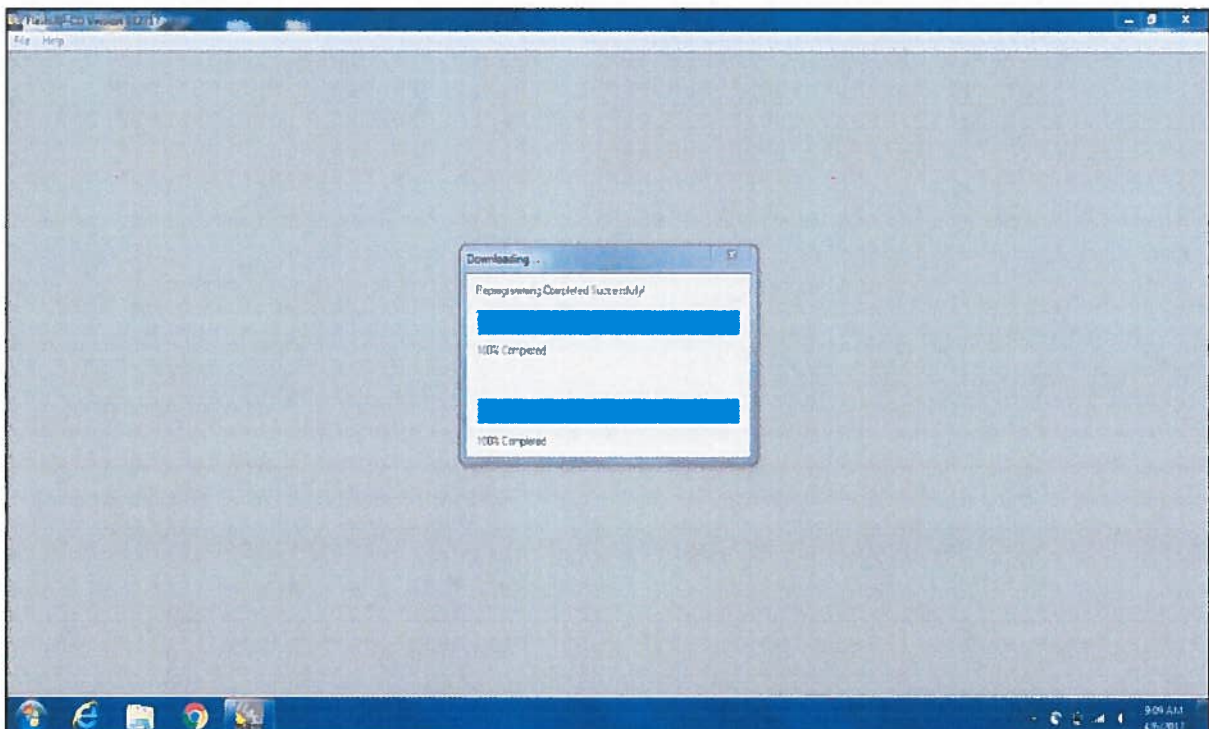 File Help
Downloading ...
Reprogramming Completed Successfully!
100% Completed
100% Completed
9:09 AM